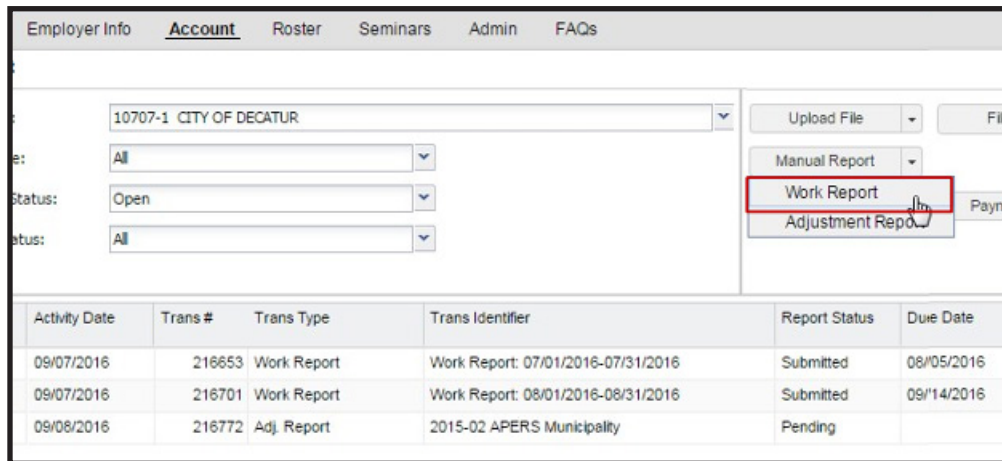 Employer Info Account Roster Seminars Admin FAQs
: 10707-1 CITY OF DECATUR Upload File Fil
e: All Manual Report
Work Report
Status: Open Payn
Adjustment Report
atus: All
Activity Date Trans # Trans Type Trans Identifier Report Status Due Date
09/07/2016 216653 Work Report Work Report: 07/01/2016-07/31/2016 Submitted 08/'05/2016
09/07/2016 216701 Work Report Work Report: 08/01/2016-08/31/2016 Submitted 09/'14/2016
09/08/2016 216772 Adj. Report 2015-02 APERS Municipality Pending